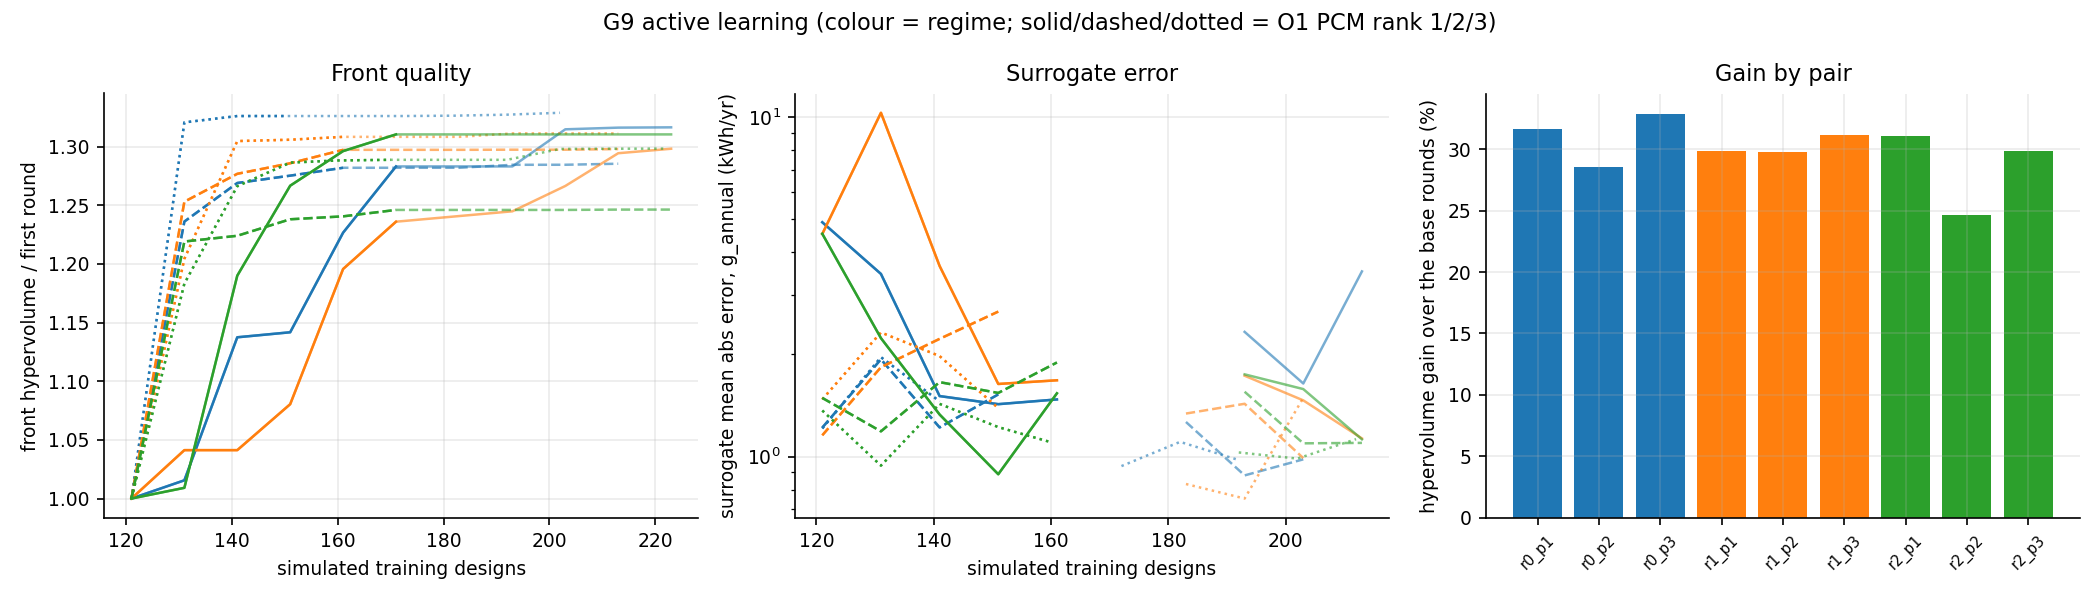 G9 active learning (colour = regime; solid/dashed/dotted = O1 PCM rank 1/2/3)
Front quality
front hypervolume / first round
1.30
1.25
1.20
1.15
1.10
1.05
1.00
120 140 160 180 200 220
simulated training designs
Surrogate error
surrogate mean abs error, g_annual (kWh/yr)
10¹
10⁰
120 140 160 180 200
simulated training designs
Gain by pair
hypervolume gain over the base rounds (%)
30
25
20
15
10
5
0
r0_p1 r0_p2 r0_p3 r1_p1 r1_p2 r1_p3 r2_p1 r2_p2 r2_p3